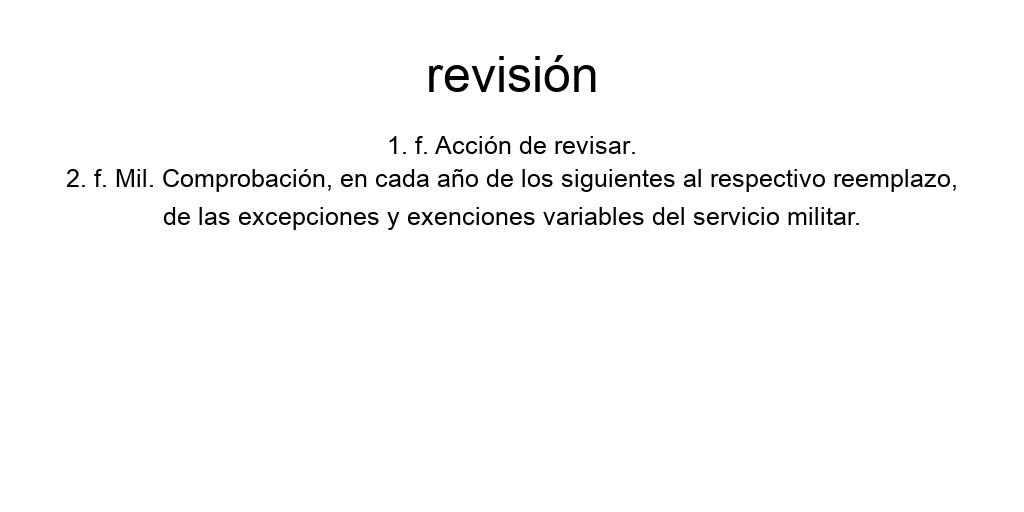 revisión
1. f. Acción de revisar.
2. f. Mil. Comprobación, en cada año de los siguientes al respectivo reemplazo,
de las excepciones y exenciones variables del servicio militar.